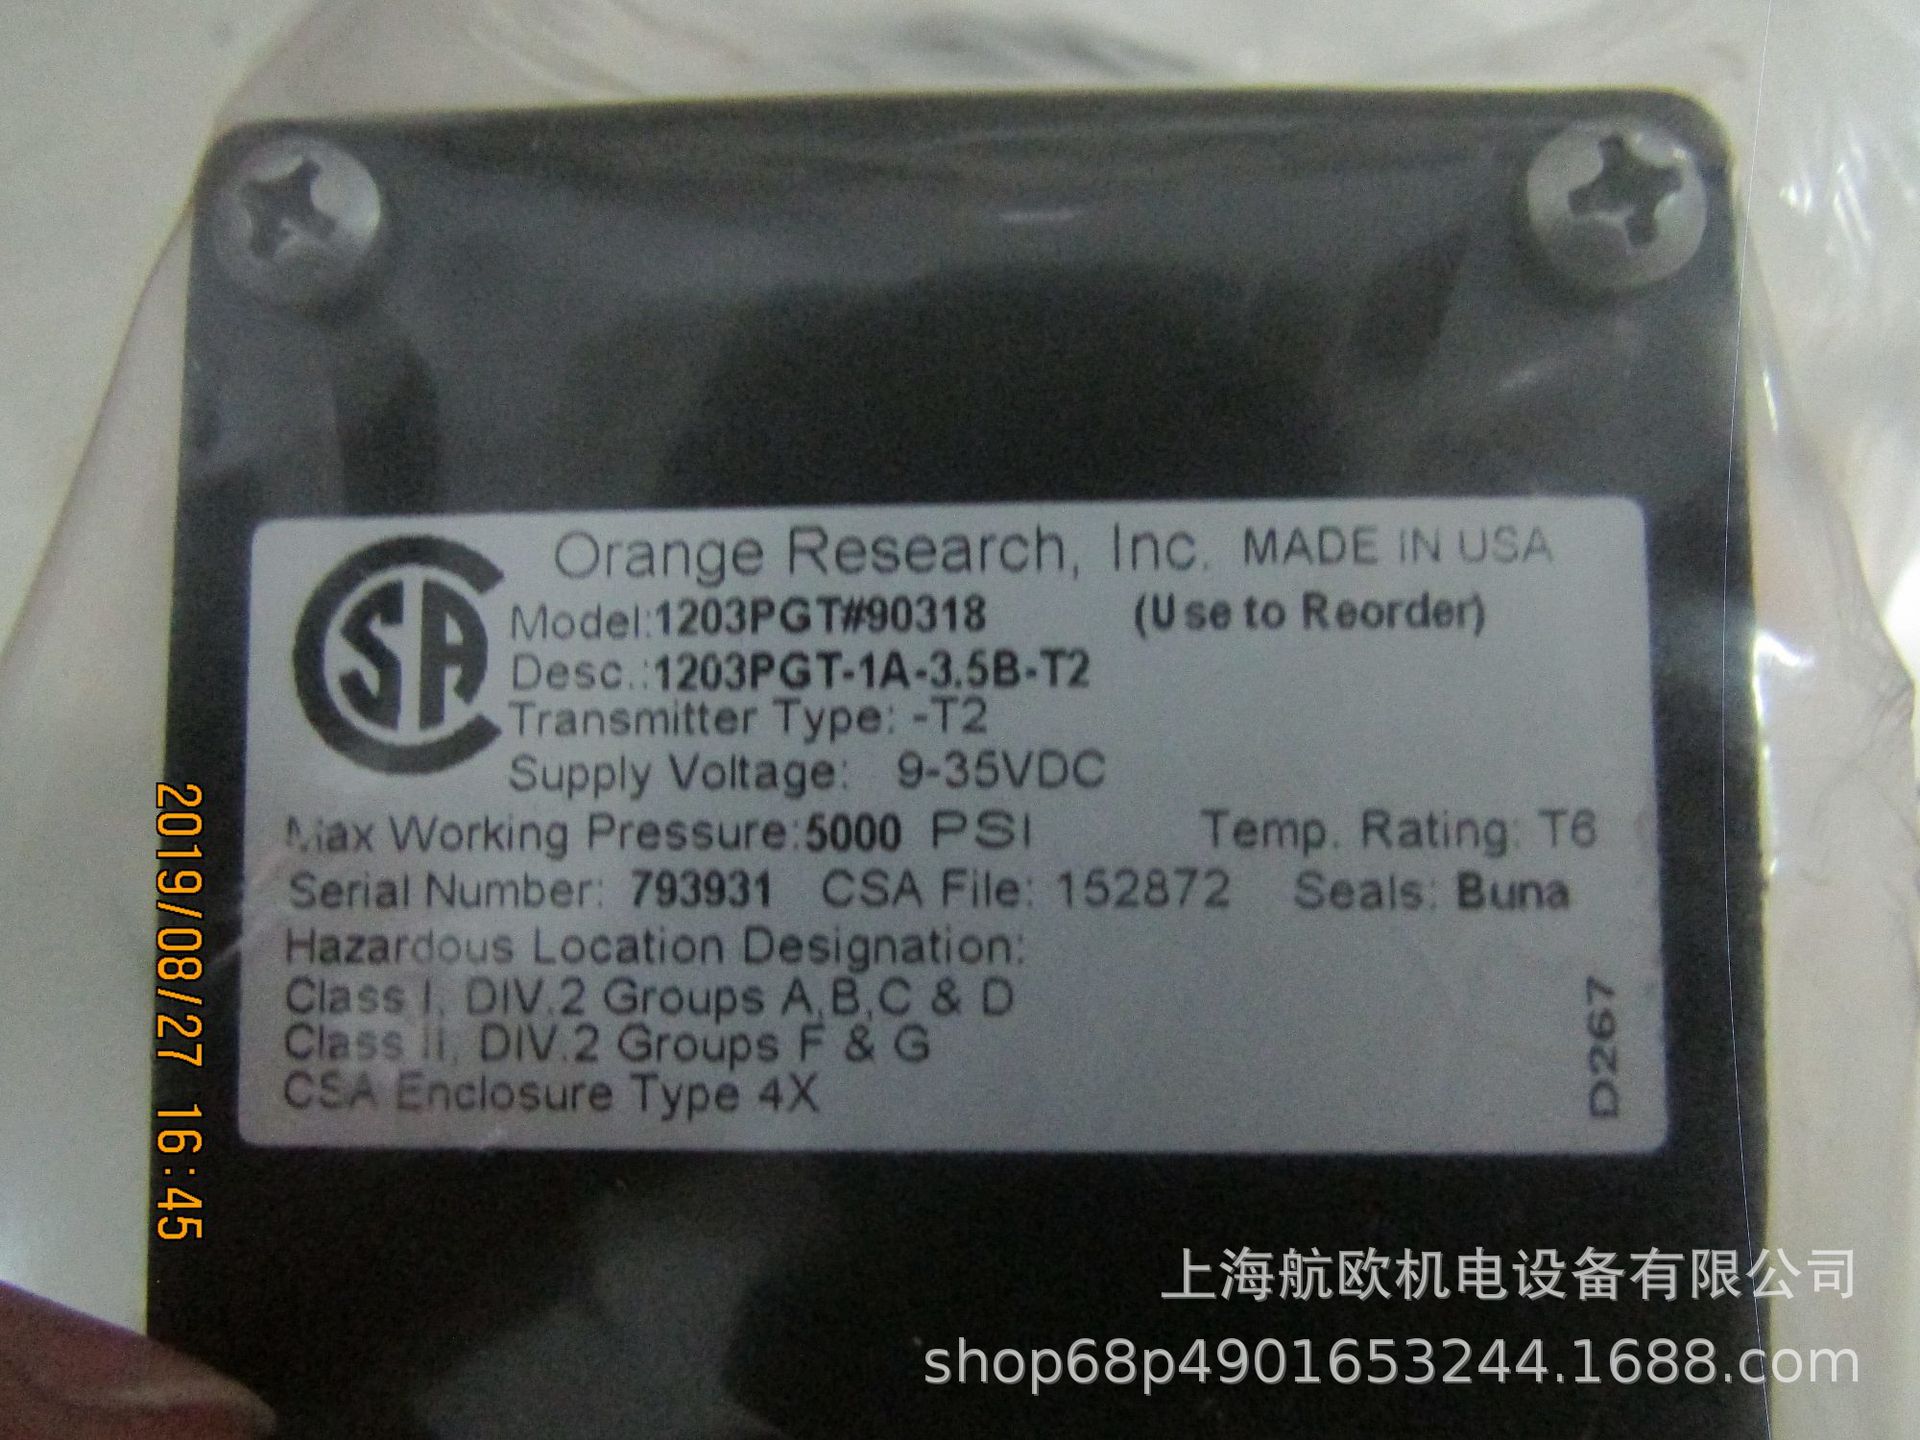 Orange Research, Inc. MADE IN USA
Model:1203PGT#90318 (Use to Reorder)
Desc.:1203PGT-1A-3.5B-T2
Transmitter Type: -T2
Supply Voltage: 9-35VDC
Max Working Pressure:5000 PSI Temp. Rating: T6
Serial Number: 793931 CSA File: 152872 Seals: Buna
Hazardous Location Designation:
Class I, DIV.2 Groups A,B,C & D
Class II, DIV.2 Groups F & G
CSA Enclosure Type 4X
D267
SA
2019/08/27 16:45
上海航欧机电设备有限公司
shop68p4901653244.1688.com